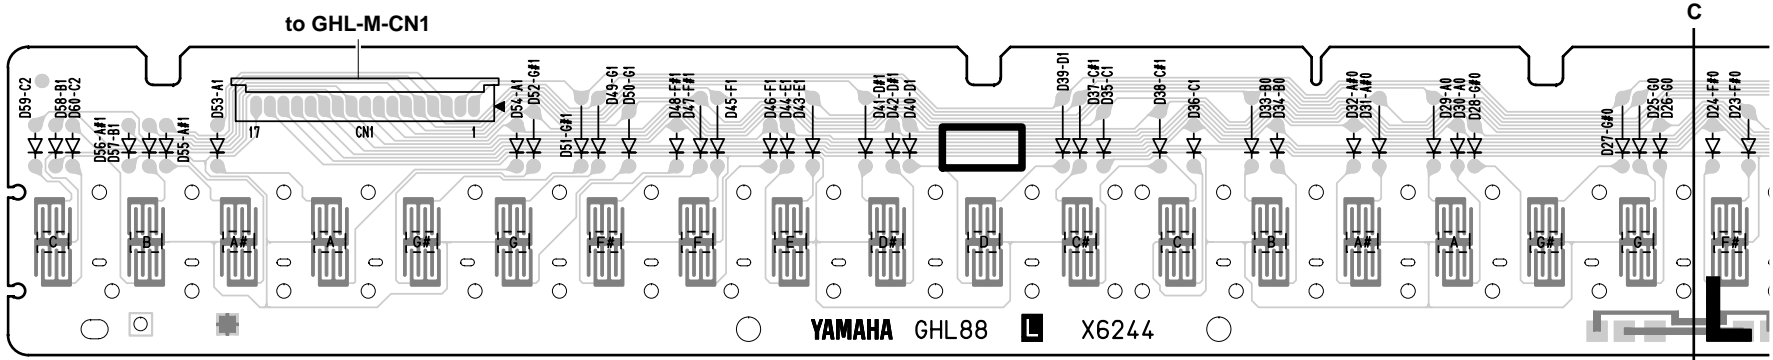 to GHL-M-CN1
C
D59-C2
D58-B1
D60-C2
D56-A#1
D57-B1
D55-A#1
D53-A1
17
CN1
1
D54-A1
D52-G#1
D51-G#1
D49-G1
D50-G1
D48-F#1
D47-F#1
D45-F1
D46-F1
D44-E1
D43-E1
D41-D#1
D42-D#1
D40-D1
D39-D1
D37-C#1
D35-C1
D38-C#1
D36-C1
D33-B0
D34-B0
D32-A#0
D31-A#0
D29-A0
D30-A0
D28-G#0
D27-G#0
D25-G0
D26-G0
D24-F#0
D23-F#0
C B A# A G# G F# F E D# D C# C B A# A G# G F#
YAMAHA GHL88 L X6244
L